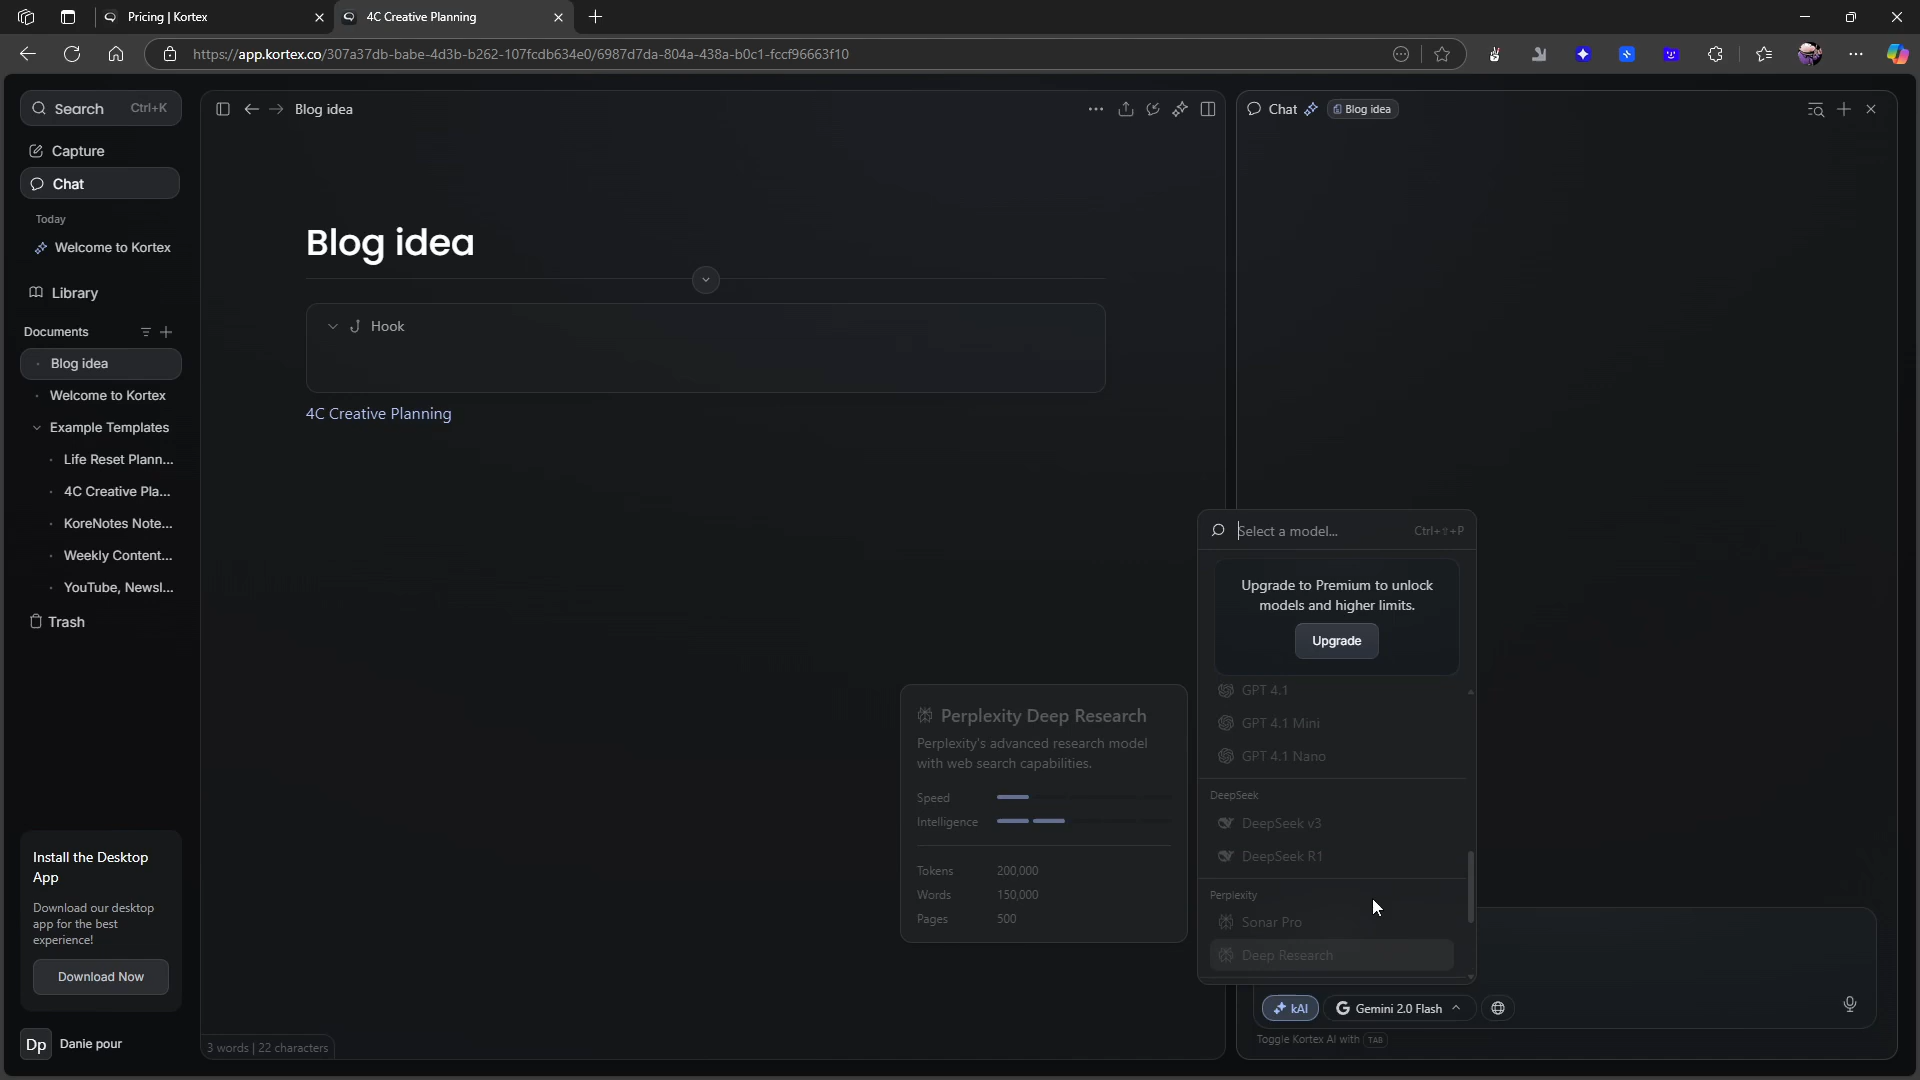 Pricing | Kortex
4C Creative Planning
https://app.kortex.co/307a37db-babe-4d3b-b262-107fcdb634e0/6987d7da-804a-438a-b0c1-fccf96663f10
Search Ctrl+K
Capture
Chat
Today
Welcome to Kortex
Library
Documents
Blog idea
Welcome to Kortex
Example Templates
Life Reset Plann...
4C Creative Pla...
KoreNotes Note...
Weekly Content...
YouTube, Newsl...
Trash
Install the Desktop
App
Download our desktop
app for the best
experience!
Download Now
Dp Danie pour
Blog idea
Blog idea
Hook
4C Creative Planning
3 words | 22 characters
Perplexity Deep Research
Perplexity's advanced research model
with web search capabilities.
Speed
Intelligence
Tokens 200,000
Words 150,000
Pages 500
Chat Blog idea
Select a model... Ctrl+⇧+P
Upgrade to Premium to unlock
models and higher limits.
Upgrade
GPT 4.1
GPT 4.1 Mini
GPT 4.1 Nano
DeepSeek
DeepSeek v3
DeepSeek R1
Perplexity
Sonar Pro
Deep Research
kAI Gemini 2.0 Flash
Toggle Kortex AI with TAB